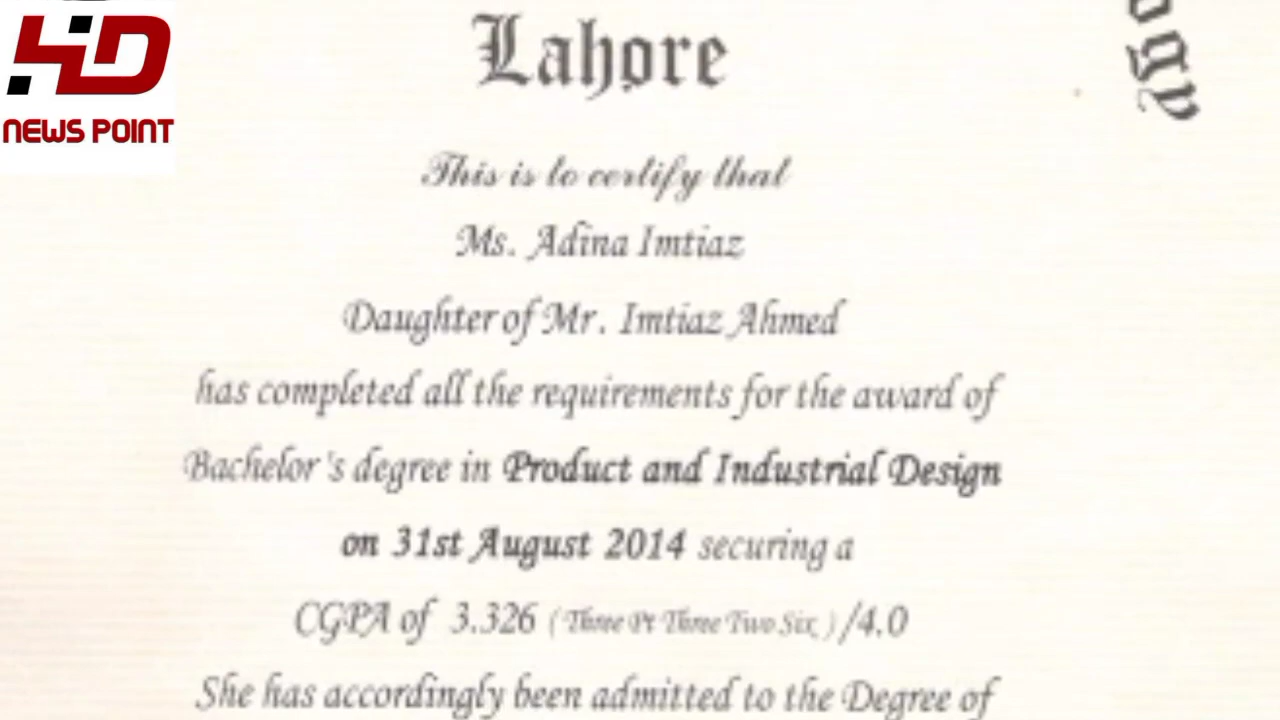 HD
NEWS POINT
Lahore
ogy
This is to certify that
Ms. Adina Imtiaz
Daughter of Mr. Imtiaz Ahmed
has completed all the requirements for the award of
Bachelor's degree in Product and Industrial Design
on 31st August 2014 securing a
CGPA of 3.326 (Three Pt Three Two Six)/4.0
She has accordingly been admitted to the Degree of